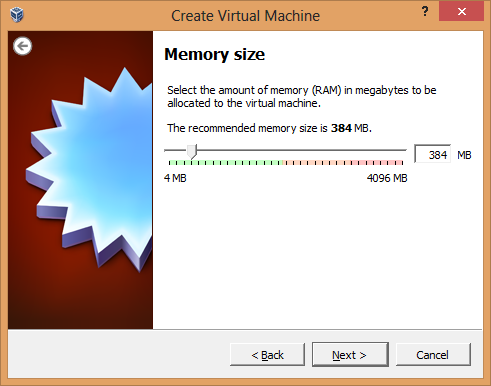 Create Virtual Machine
?
Memory size
Select the amount of memory (RAM) in megabytes to be
allocated to the virtual machine.
The recommended memory size is 384 MB.
384 MB
4 MB 4096 MB
< Back Next > Cancel